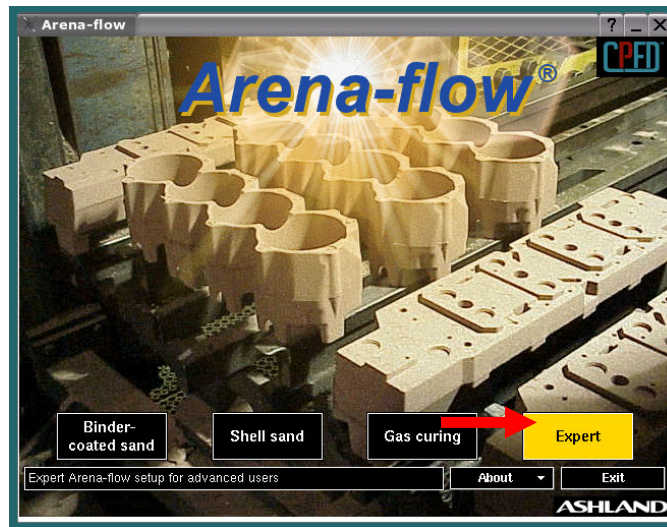 Arena-flow
CPFD
Arena-flow®
Binder-
coated sand
Shell sand
Gas curing
Expert
Expert Arena-flow setup for advanced users
About
Exit
ASHLAND